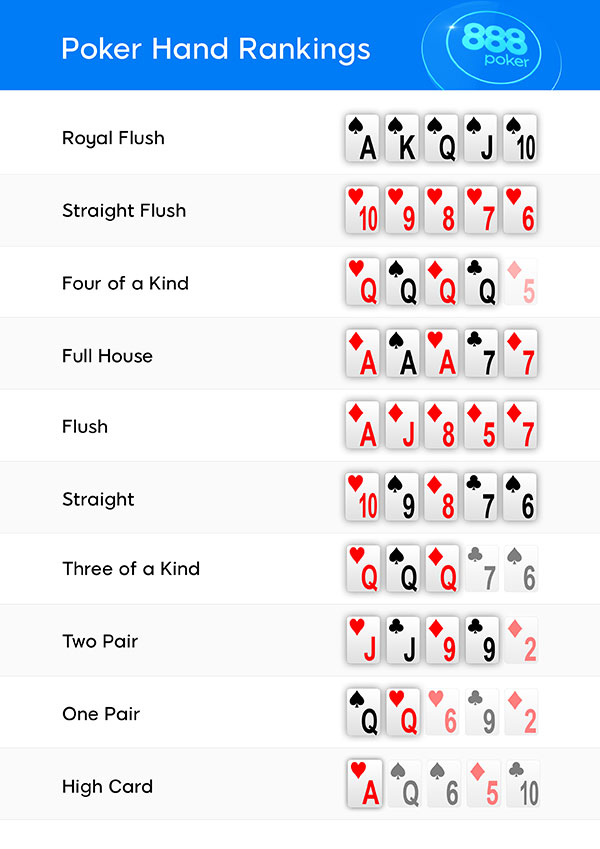 Poker Hand Rankings
888
poker
Royal Flush
A K Q J 10
Straight Flush
10 9 8 7 6
Four of a Kind
Q Q Q Q 5
Full House
A A A 7 7
Flush
A J 8 5 7
Straight
10 9 8 7 6
Three of a Kind
Q Q Q 7 6
Two Pair
J J 9 9 2
One Pair
Q Q 6 9 2
High Card
A Q 6 5 10